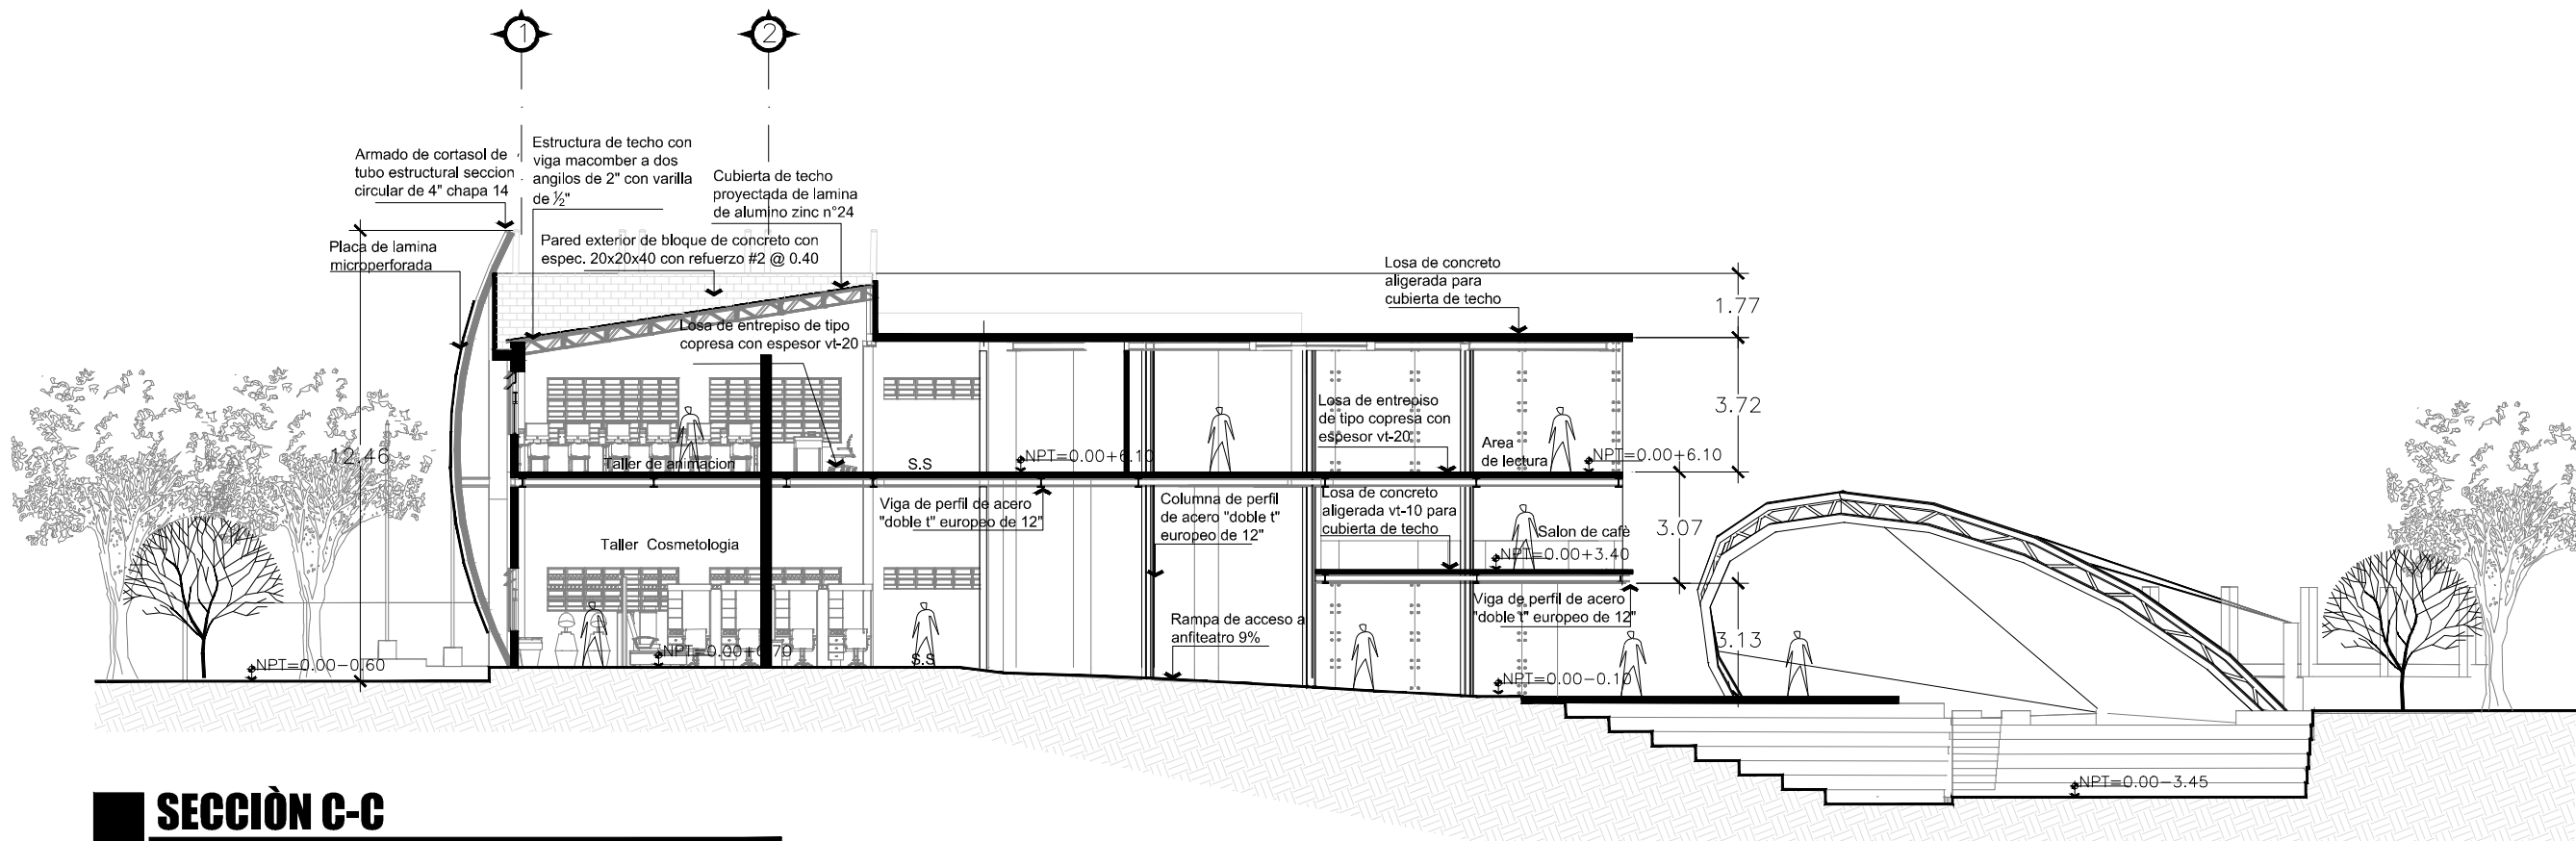 1
2
Armado de cortasol de
tubo estructural seccion
circular de 4" chapa 14
Estructura de techo con
viga macomber a dos
angilos de 2" con varilla
de ½"
Cubierta de techo
proyectada de lamina
de alumino zinc n°24
Placa de lamina
microperforada
Pared exterior de bloque de concreto con
espec. 20x20x40 con refuerzo #2 @ 0.40
Losa de concreto
aligerada para
cubierta de techo
1.77
Losa de entrepiso de tipo
copresa con espesor vt-20
3.72
Losa de entrepiso
de tipo copresa con
espesor vt-20
Area
de lectura
12.46
Taller de animacion
S.S
NPT=0.00+6.10
NPT=0.00+6.10
Viga de perfil de acero
"doble t" europeo de 12"
Columna de perfil
de acero "doble t"
europeo de 12"
Losa de concreto
aligerada vt-10 para
cubierta de techo
Salon de cafè
3.07
NPT=0.00+3.40
Taller Cosmetologia
Viga de perfil de acero
"doble t" europeo de 12"
Rampa de acceso a
anfiteatro 9%
3.13
NPT=0.00-0.60
NPT=0.00+0.70
S.S
NPT=0.00-0.10
NPT=0.00-3.45
SECCIÒN C-C